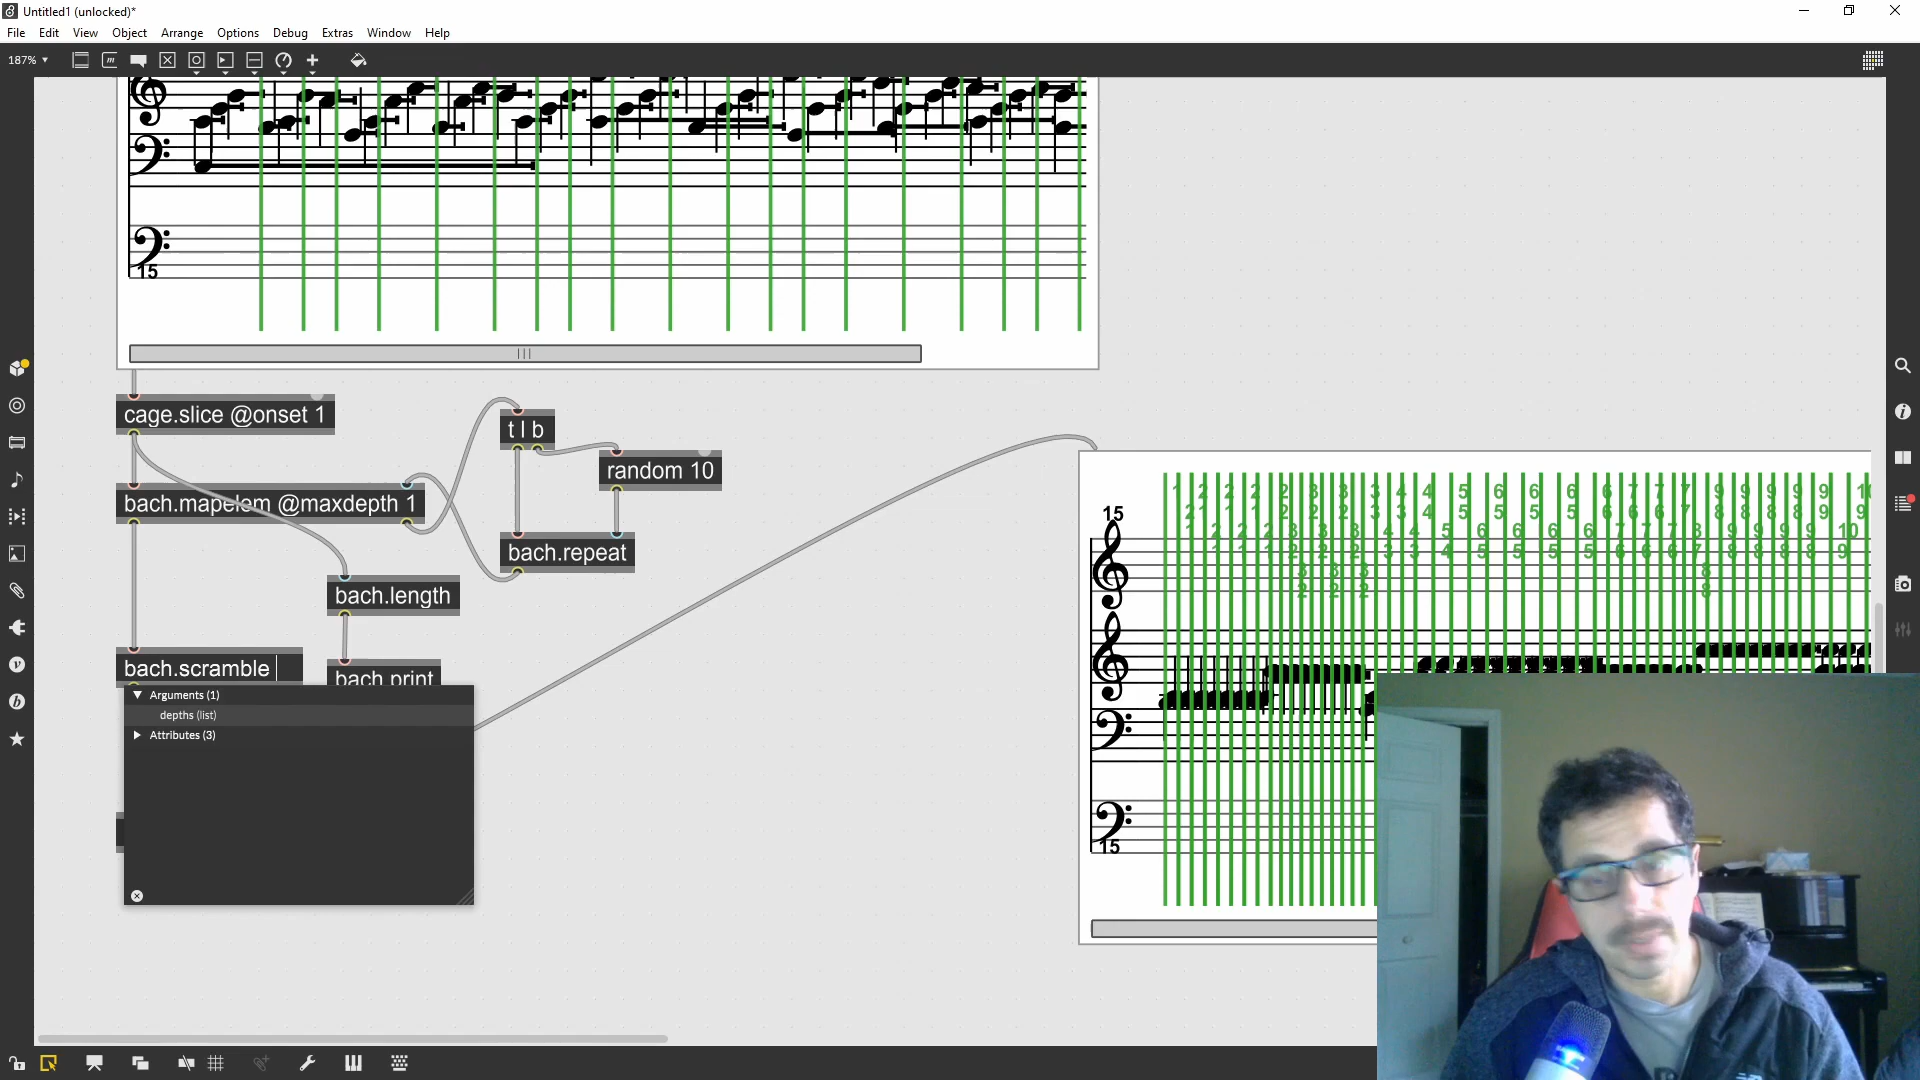 Untitled1 (unlocked)*
File Edit View Object Arrange Options Debug Extras Window Help
187%
15
cage.slice @onset 1
t l b
random 10
bach.mapelem @maxdepth 1
bach.repeat
bach.length
bach.scramble
bach.print
Arguments (1)
depths (list)
Attributes (3)
15
15